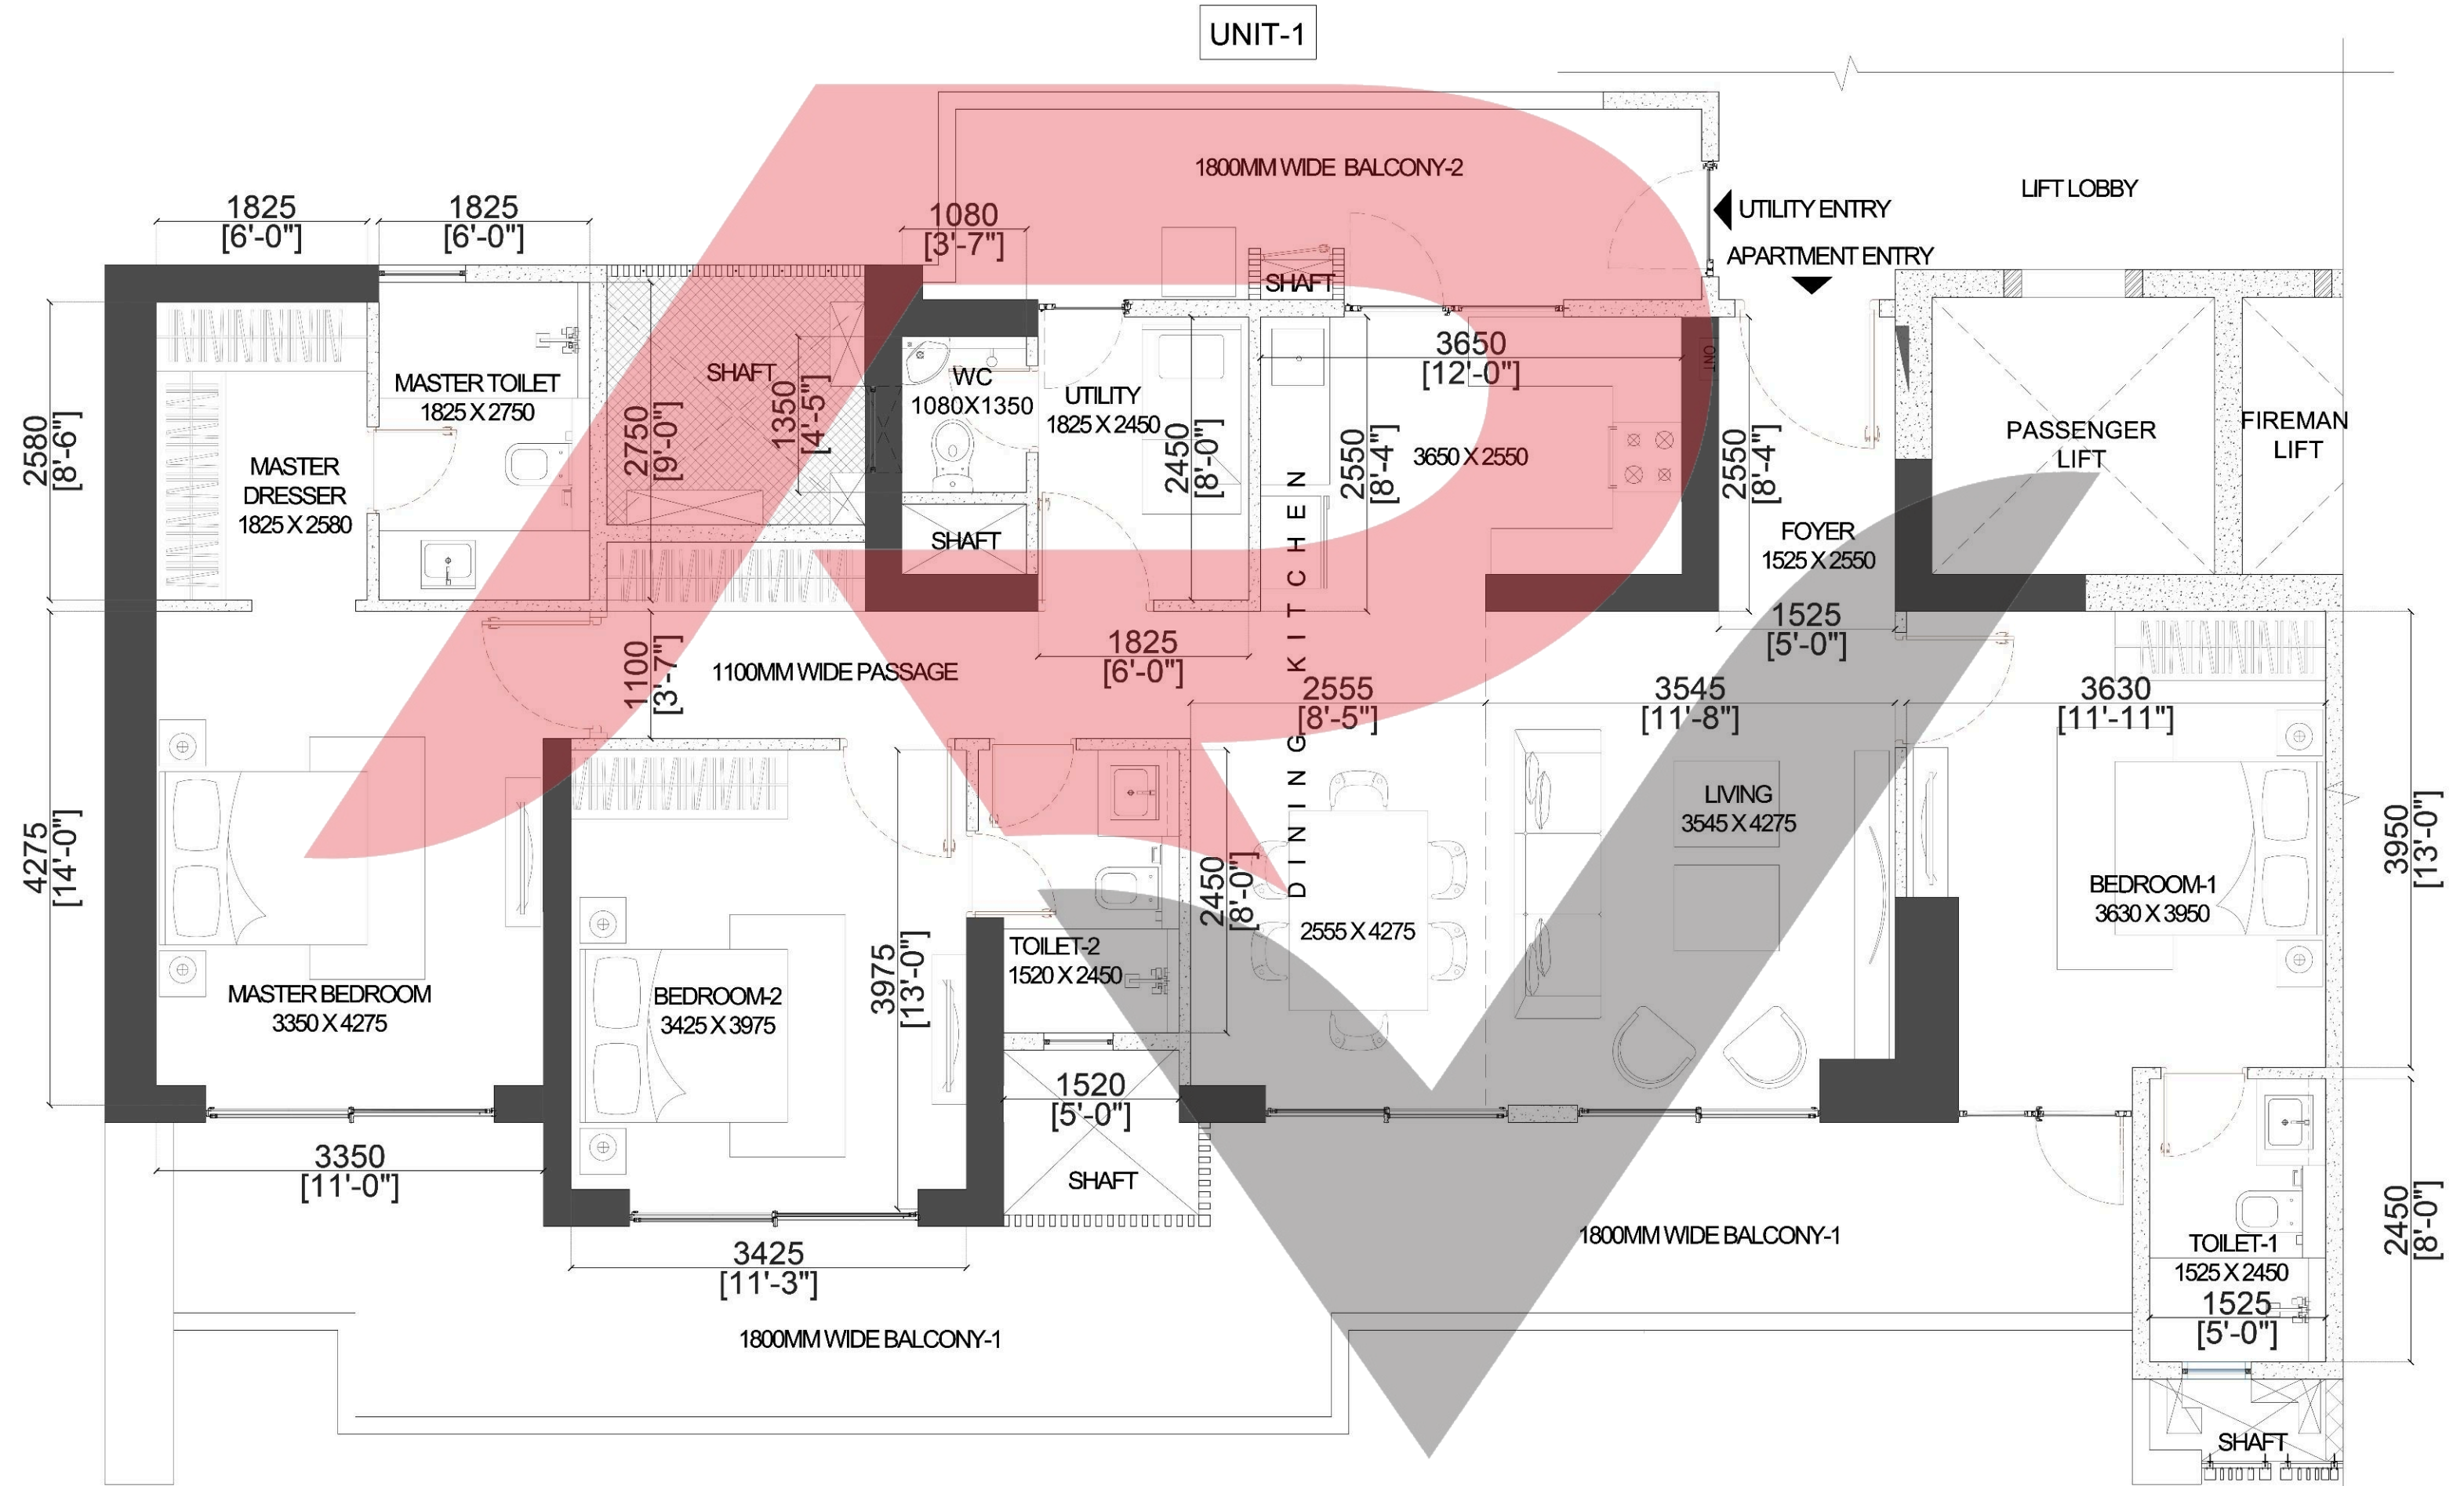 UNIT-1
1800MM WIDE BALCONY-2
LIFT LOBBY
UTILITY ENTRY
APARTMENT ENTRY
1825
[6'-0"]
1825
[6'-0"]
1080
[3'-7"]
SHAFT
2580
[8'-6"]
MASTER TOILET
1825 X 2750
MASTER
DRESSER
1825 X 2580
SHAFT
2750
[9'-0"]
1350
[4'-5"]
WC
1080X1350
SHAFT
UTILITY
1825 X 2450
2450
[8'-0"]
3650
[12'-0"]
2550
[8'-4"]
3650 X 2550
ONT
2550
[8'-4"]
FOYER
1525 X 2550
PASSENGER
LIFT
FIREMAN
LIFT
1100
[3'-7"]
1100MM WIDE PASSAGE
1825
[6'-0"]
DINING KITCHEN
1525
[5'-0"]
2555
[8'-5"]
3545
[11'-8"]
3630
[11'-11"]
4275
[14'-0"]
MASTER BEDROOM
3350 X 4275
BEDROOM-2
3425 X 3975
3975
[13'-0"]
TOILET-2
1520 X 2450
2450
[8'-0"]
2555 X 4275
LIVING
3545 X 4275
BEDROOM-1
3630 X 3950
3950
[13'-0"]
1520
[5'-0"]
SHAFT
3350
[11'-0"]
3425
[11'-3"]
1800MM WIDE BALCONY-1
1800MM WIDE BALCONY-1
TOILET-1
1525 X 2450
1525
[5'-0"]
2450
[8'-0"]
SHAFT